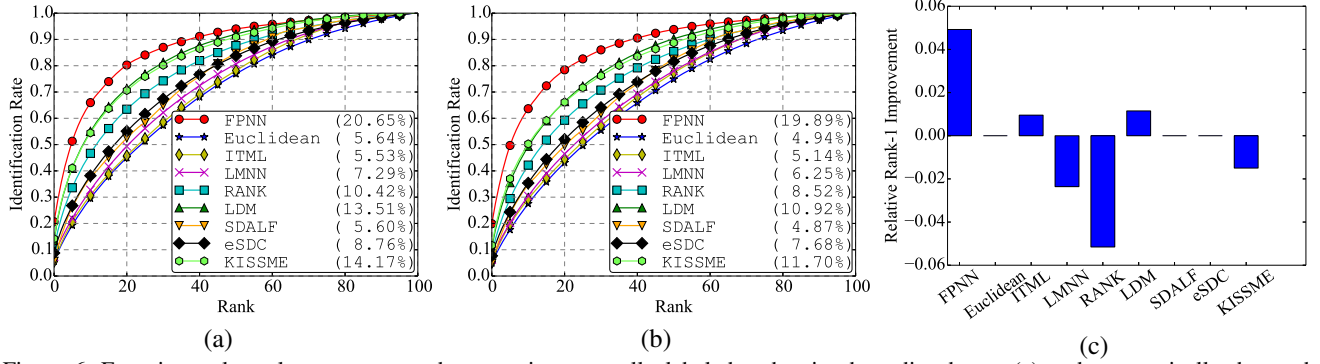 1.0
0.9
0.8
0.7
0.6
0.5
0.4
0.3
0.2
0.1
0.0
Identification Rate
0 20 40 60 80 100
Rank
FPNN (20.65%)
Euclidean ( 5.64%)
ITML ( 5.53%)
LMNN ( 7.29%)
RANK (10.42%)
LDM (13.51%)
SDALF ( 5.60%)
eSDC ( 8.76%)
KISSME (14.17%)
(a)
1.0
0.9
0.8
0.7
0.6
0.5
0.4
0.3
0.2
0.1
0.0
Identification Rate
0 20 40 60 80 100
Rank
FPNN (19.89%)
Euclidean ( 4.94%)
ITML ( 5.14%)
LMNN ( 6.25%)
RANK ( 8.52%)
LDM (10.92%)
SDALF ( 4.87%)
eSDC ( 7.68%)
KISSME (11.70%)
(b)
0.06
0.04
0.02
0.00
−0.02
−0.04
−0.06
Relative Rank-1 Improvement
FPNN Euclidean ITML LMNN RANK LDM SDALF eSDC KISSME
(c)